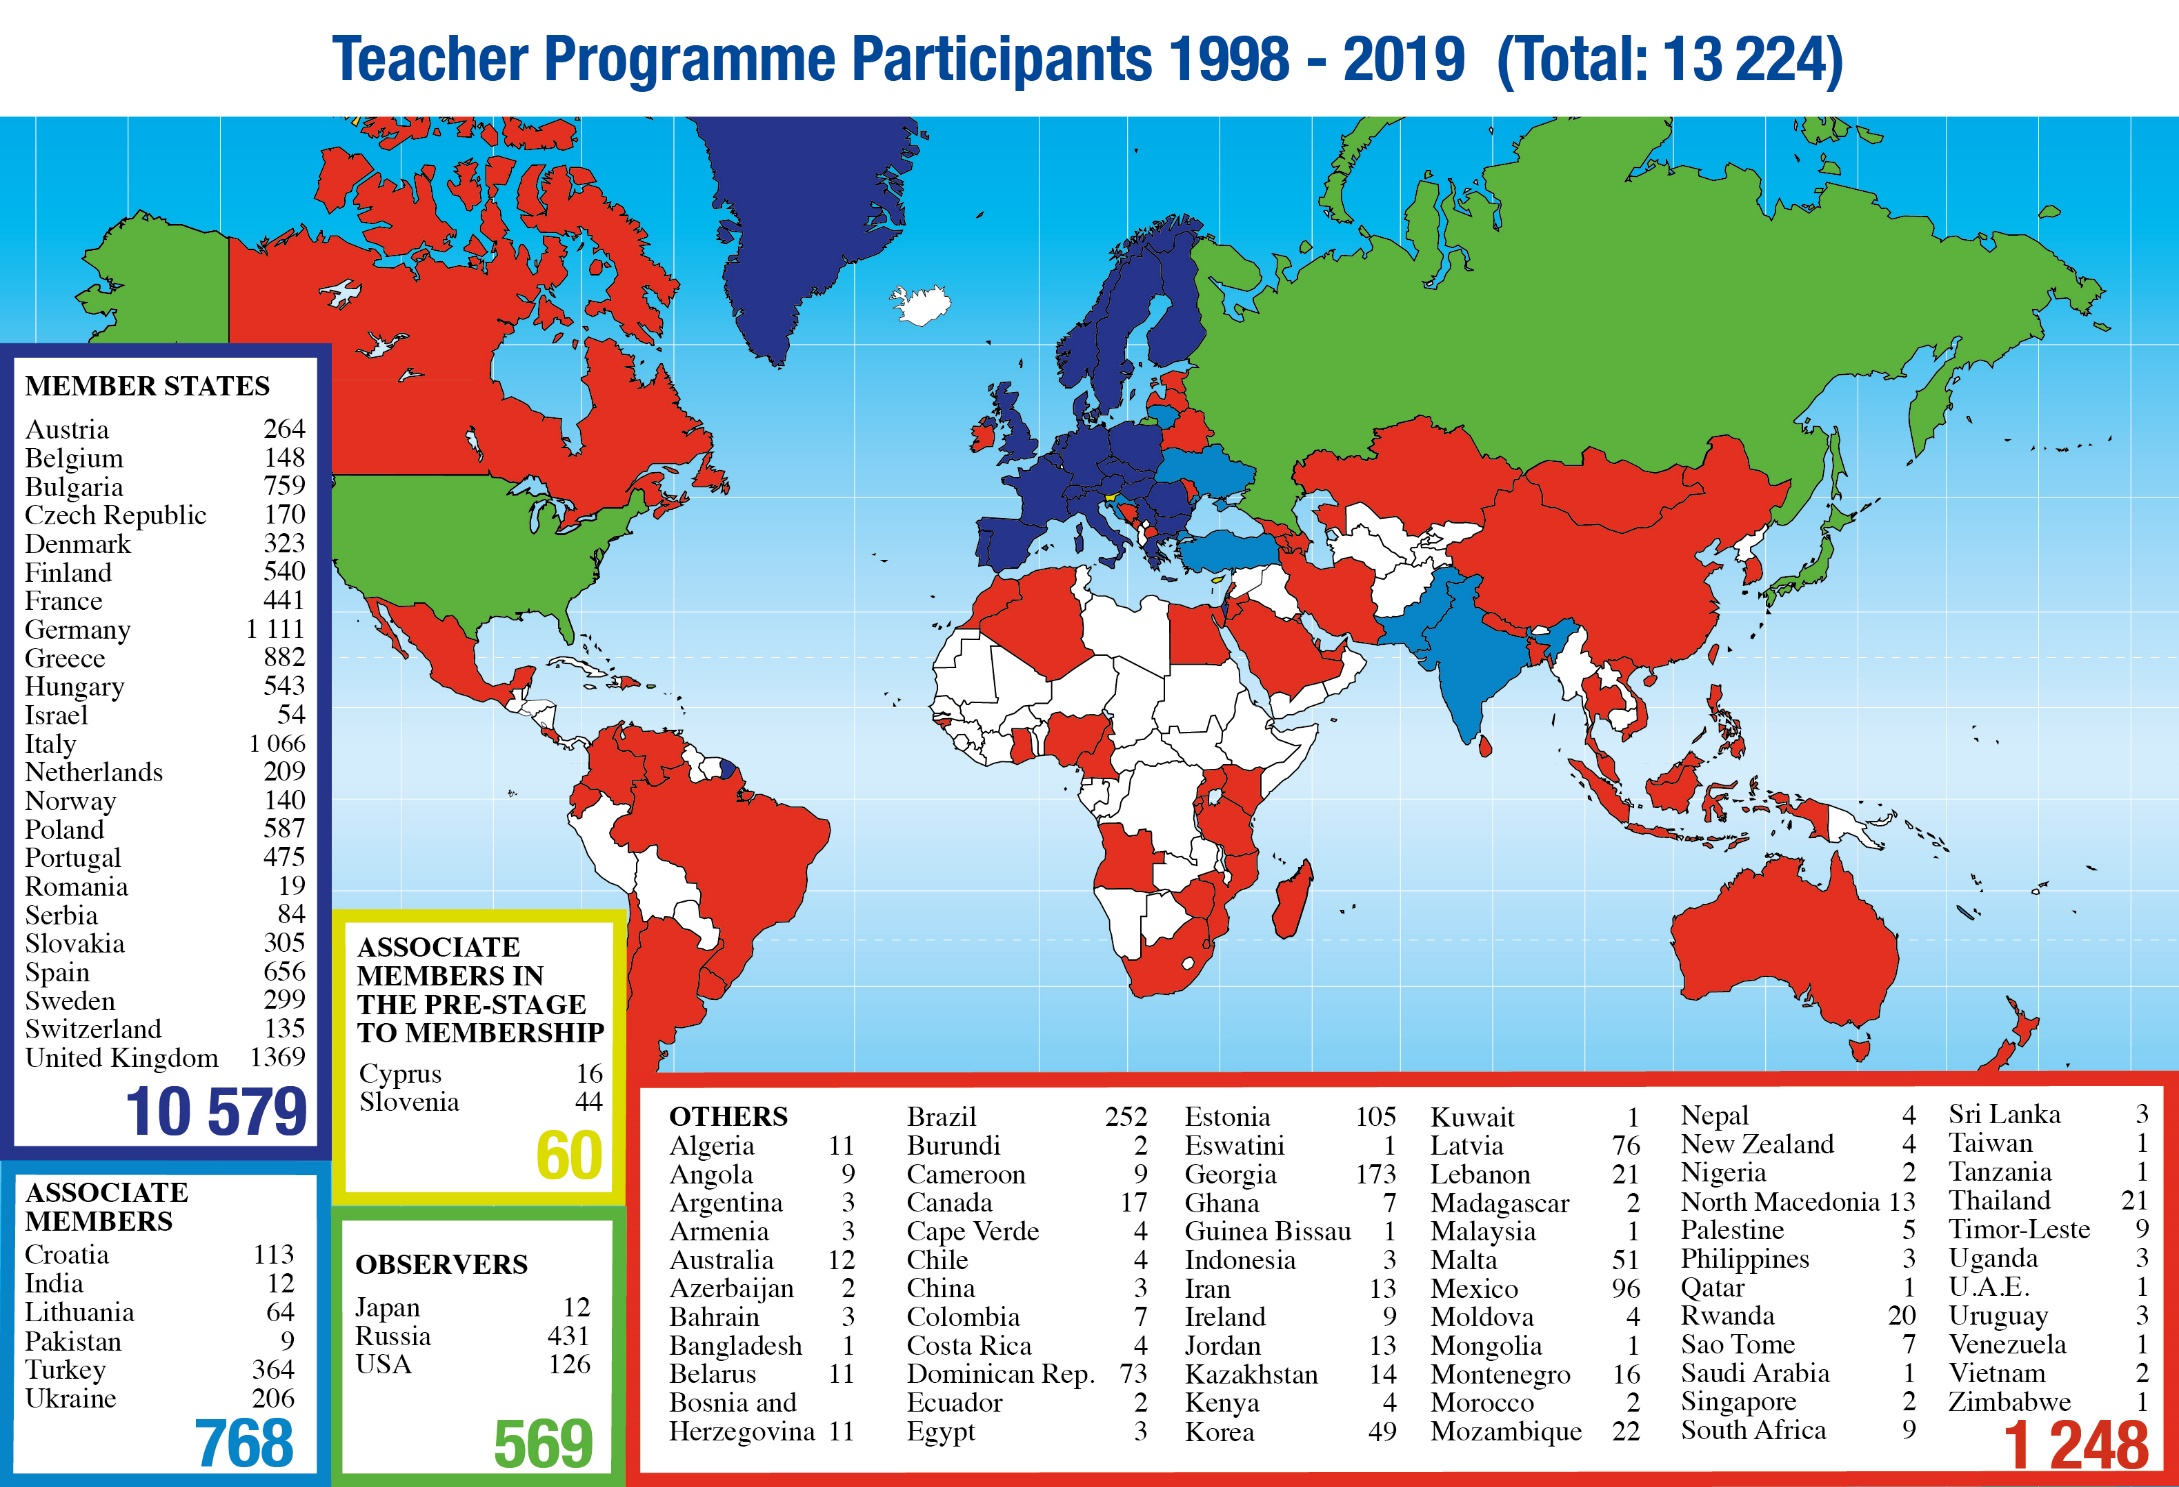 Teacher Programme Participants 1998 - 2019 (Total: 13 224)
MEMBER STATES
Austria 264
Belgium 148
Bulgaria 759
Czech Republic 170
Denmark 323
Finland 540
France 441
Germany 1 111
Greece 882
Hungary 543
Israel 54
Italy 1 066
Netherlands 209
Norway 140
Poland 587
Portugal 475
Romania 19
Serbia 84
Slovakia 305
Spain 656
Sweden 299
Switzerland 135
United Kingdom 1369
10 579
ASSOCIATE
MEMBERS
Croatia 113
India 12
Lithuania 64
Pakistan 9
Turkey 364
Ukraine 206
768
ASSOCIATE
MEMBERS IN
THE PRE-STAGE
TO MEMBERSHIP
Cyprus 16
Slovenia 44
60
OBSERVERS
Japan 12
Russia 431
USA 126
569
OTHERS
Algeria 11
Angola 9
Argentina 3
Armenia 3
Australia 12
Azerbaijan 2
Bahrain 3
Bangladesh 1
Belarus 11
Bosnia and
Herzegovina 11
Brazil 252
Burundi 2
Cameroon 9
Canada 17
Cape Verde 4
Chile 4
China 3
Colombia 7
Costa Rica 4
Dominican Rep. 73
Ecuador 2
Egypt 3
Estonia 105
Eswatini 1
Georgia 173
Ghana 7
Guinea Bissau 1
Indonesia 3
Iran 13
Ireland 9
Jordan 13
Kazakhstan 14
Kenya 4
Korea 49
Kuwait 1
Latvia 76
Lebanon 21
Madagascar 2
Malaysia 1
Malta 51
Mexico 96
Moldova 4
Mongolia 1
Montenegro 16
Morocco 2
Mozambique 22
Nepal 4
New Zealand 4
Nigeria 2
North Macedonia 13
Palestine 5
Philippines 3
Qatar 1
Rwanda 20
Sao Tome 7
Saudi Arabia 1
Singapore 2
South Africa 9
Sri Lanka 3
Taiwan 1
Tanzania 1
Thailand 21
Timor-Leste 9
Uganda 3
U.A.E. 1
Uruguay 3
Venezuela 1
Vietnam 2
Zimbabwe 1
1 248